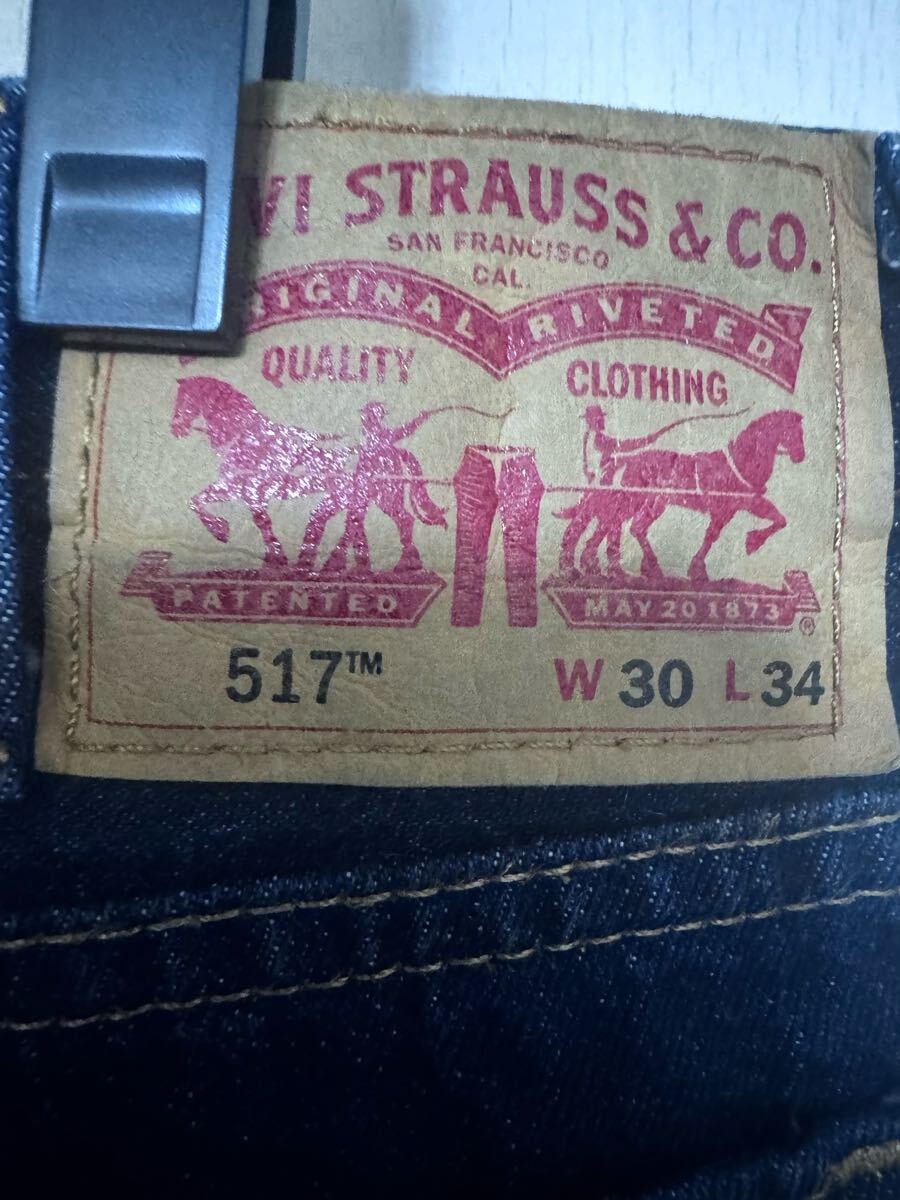 VI STRAUSS & CO.
SAN FRANCISCO
CAL.
RIGINAL RIVETED
QUALITY CLOTHING
PATENTED MAY 20 1873
®
517™ W 30 L 34